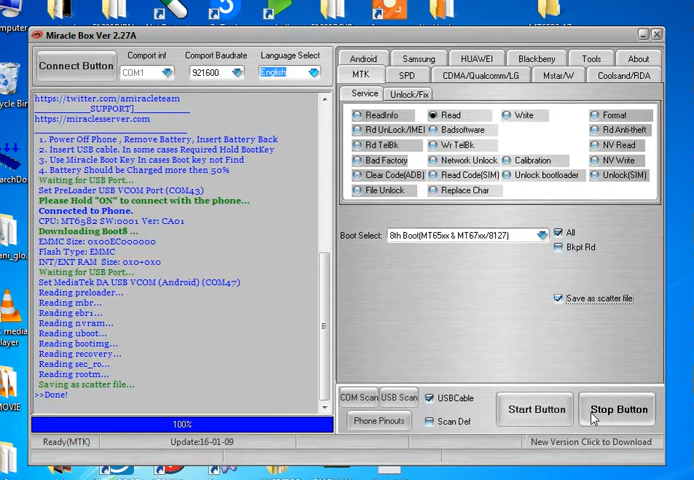 Miracle Box Ver 2.27A
Connect Button
Comport inf
Comport Baudrate
Language Select
COM1
921600
English
https://twitter.com/amiracleteam
SUPPORT]
https://miracleserver.com
1. Power Off Phone , Remove Battery, Insert Battery Back
2. Insert USB cable. In some cases Required Hold BootKey
3. Use Miracle Boot Key In cases Boot key not Find
4. Battery Should be Charged more then 50%
Waiting for USB Port...
Set PreLoader USB VCOM Port (COM43)
Please Hold "ON" to connect with the phone...
Connected to Phone.
CPU: MT6582 SW:0001 Ver: CA01
Downloading Boot8 ...
EMMC Size: 0x00EC000000
Flash Type: EMMC
INT/EXT RAM Size: 0x0+0x0
Waiting for USB Port...
Set MediaTek DA USB VCOM (Android) (COM47)
Reading preloader...
Reading mbr...
Reading ebr1...
Reading nvram...
Reading uboot...
Reading bootimg...
Reading recovery...
Reading sec_ro...
Reading rootm...
Saving as scatter file...
>>Done!
100%
Android
Samsung
HUAWEI
Blackberry
Tools
About
MTK
SPD
CDMA/Qualcomm/LG
Mstar/W
Coolsand/RDA
Service
Unlock/Fix
ReadInfo
Read
Write
Format
Rd UnLock/IMEI
Badsoftware
Rd Anti-theft
Rd TelBk
Wr TelBk
NV Read
Bad Factory
Network Unlock
Calibration
NV Write
Clear Code(ADB)
Read Code(SIM)
Unlock bootloader
Unlock(SIM)
File Unlock
Replace Char
Boot Select:
8th Boot(MT65xx & MT67xx/8127)
All
Bkpt Rd
Save as scatter file
COM Scan
USB Scan
USBCable
Phone Pinouts
Scan Def
Start Button
Stop Button
Ready(MTK)
Update:16-01-09
New Version Click to Download